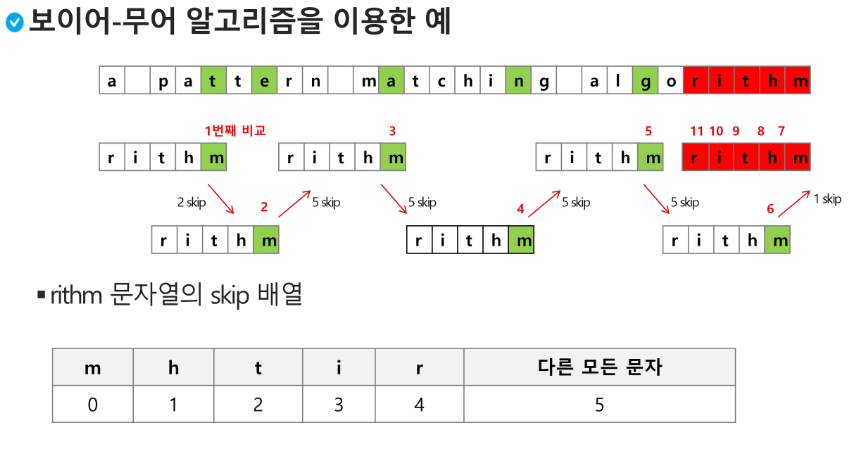 보이어-무어 알고리즘을 이용한 예
a p a t t e r n m a t c h i n g a l g o r i t h m
1번째 비교 3 5 11 10 9 8 7
r i t h m r i t h m r i t h m r i t h m
2 skip 2 5 skip 5 skip 4 5 skip 5 skip 6 1 skip
r i t h m r i t h m r i t h m
▪ rithm 문자열의 skip 배열
m h t i r 다른 모든 문자
0 1 2 3 4 5